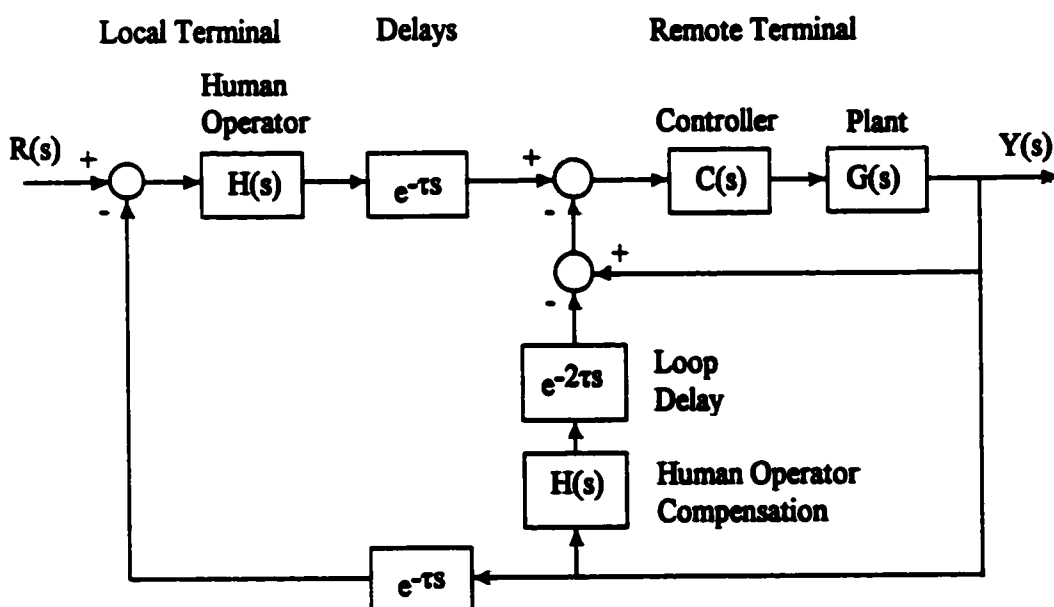 Local Terminal
Delays
Remote Terminal
Human
Operator
Controller
Plant
R(s)
+
H(s)
e-τs
+
C(s)
G(s)
Y(s)
-
-
+
-
e-2τs
Loop
Delay
H(s)
Human Operator
Compensation
e-τs